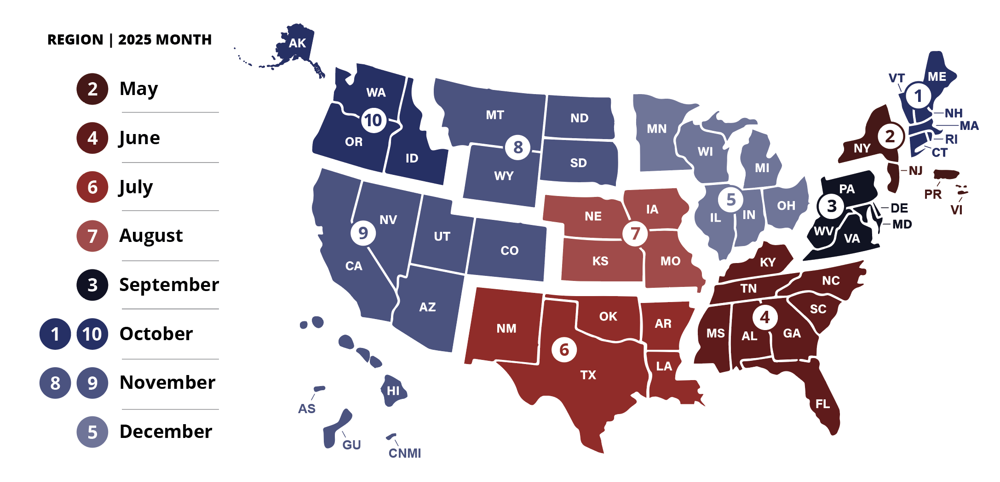 REGION | 2025 MONTH
2 May
4 June
6 July
7 August
3 September
1 10 October
8 9 November
5 December
AK
WA
10
OR
ID
MT
ND
8
SD
WY
MN
WI
MI
VT
ME
1
NH
MA
RI
CT
2
NY
NJ
PR
VI
PA
3
DE
MD
WV
VA
NV
9
UT
CO
CA
AZ
NE
IA
7
KS
MO
5
IL
IN
OH
KY
TN
NC
SC
4
MS
AL
GA
FL
NM
OK
AR
6
TX
LA
HI
AS
GU
CNMI